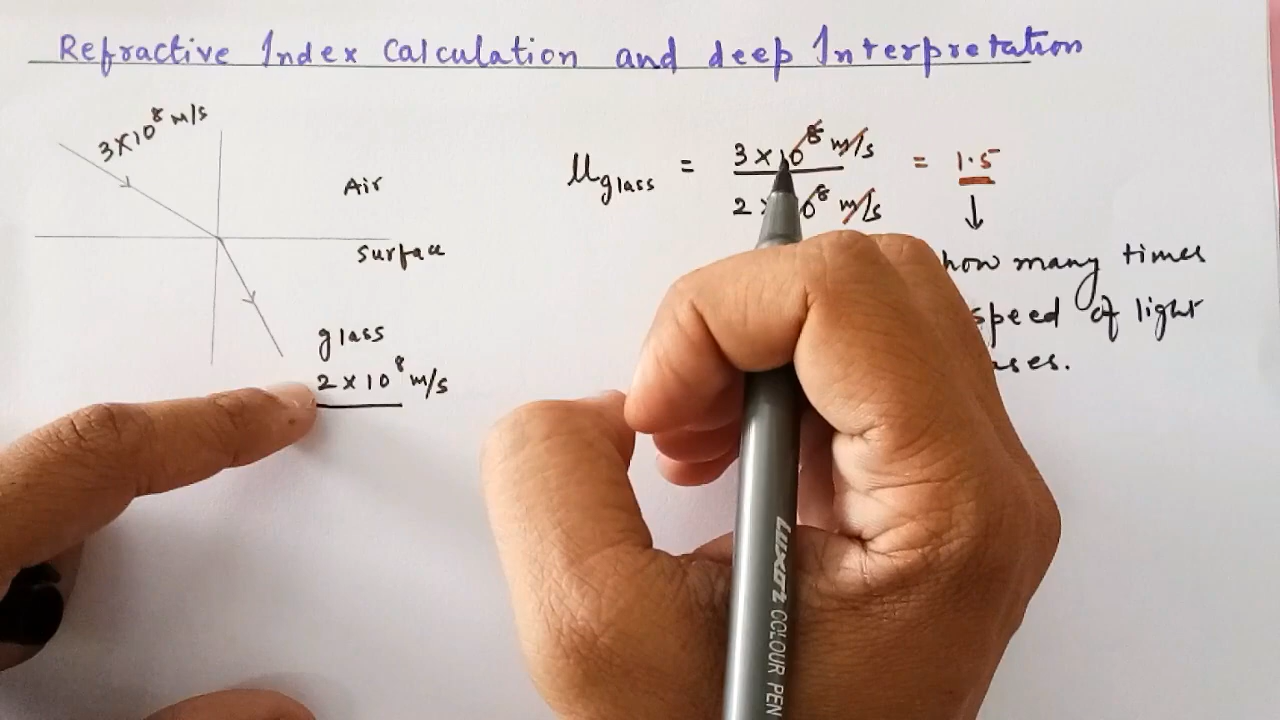 Refractive Index Calculation and deep Interpretation
3×10⁸ m/s
Air
Surface
glass
2×10⁸ m/s
μglass = 3×10⁸ m/s / 2×10⁸ m/s = 1.5
↓
how many times
speed of light
LUXOR COLOUR PEN